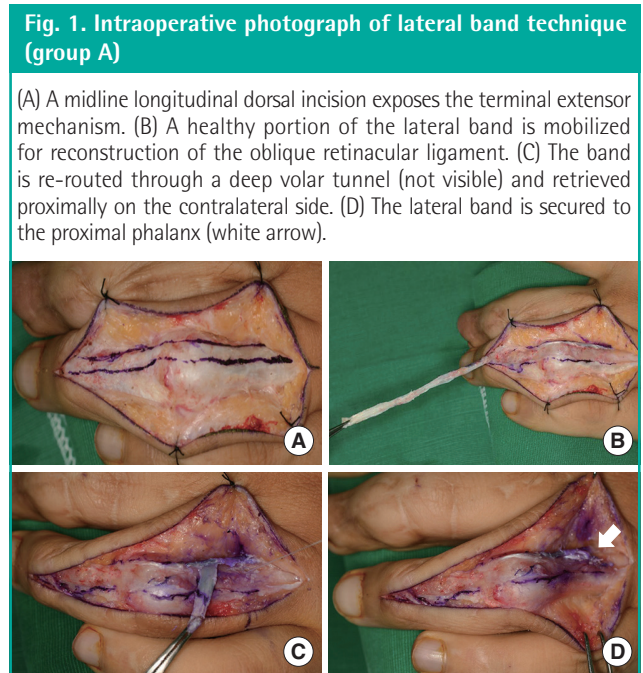 Fig. 1. Intraoperative photograph of lateral band technique
(group A)
(A) A midline longitudinal dorsal incision exposes the terminal extensor
mechanism. (B) A healthy portion of the lateral band is mobilized
for reconstruction of the oblique retinacular ligament. (C) The band
is re-routed through a deep volar tunnel (not visible) and retrieved
proximally on the contralateral side. (D) The lateral band is secured to
the proximal phalanx (white arrow).
A
B
C
D